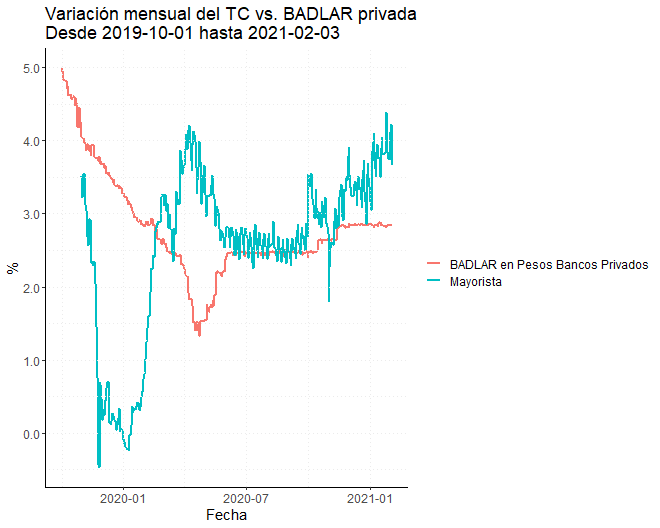 Variación mensual del TC vs. BADLAR privada
Desde 2019-10-01 hasta 2021-02-03
5.0
4.0
3.0
2.0
1.0
0.0
%
2020-01
2020-07
2021-01
Fecha
BADLAR en Pesos Bancos Privados
Mayorista